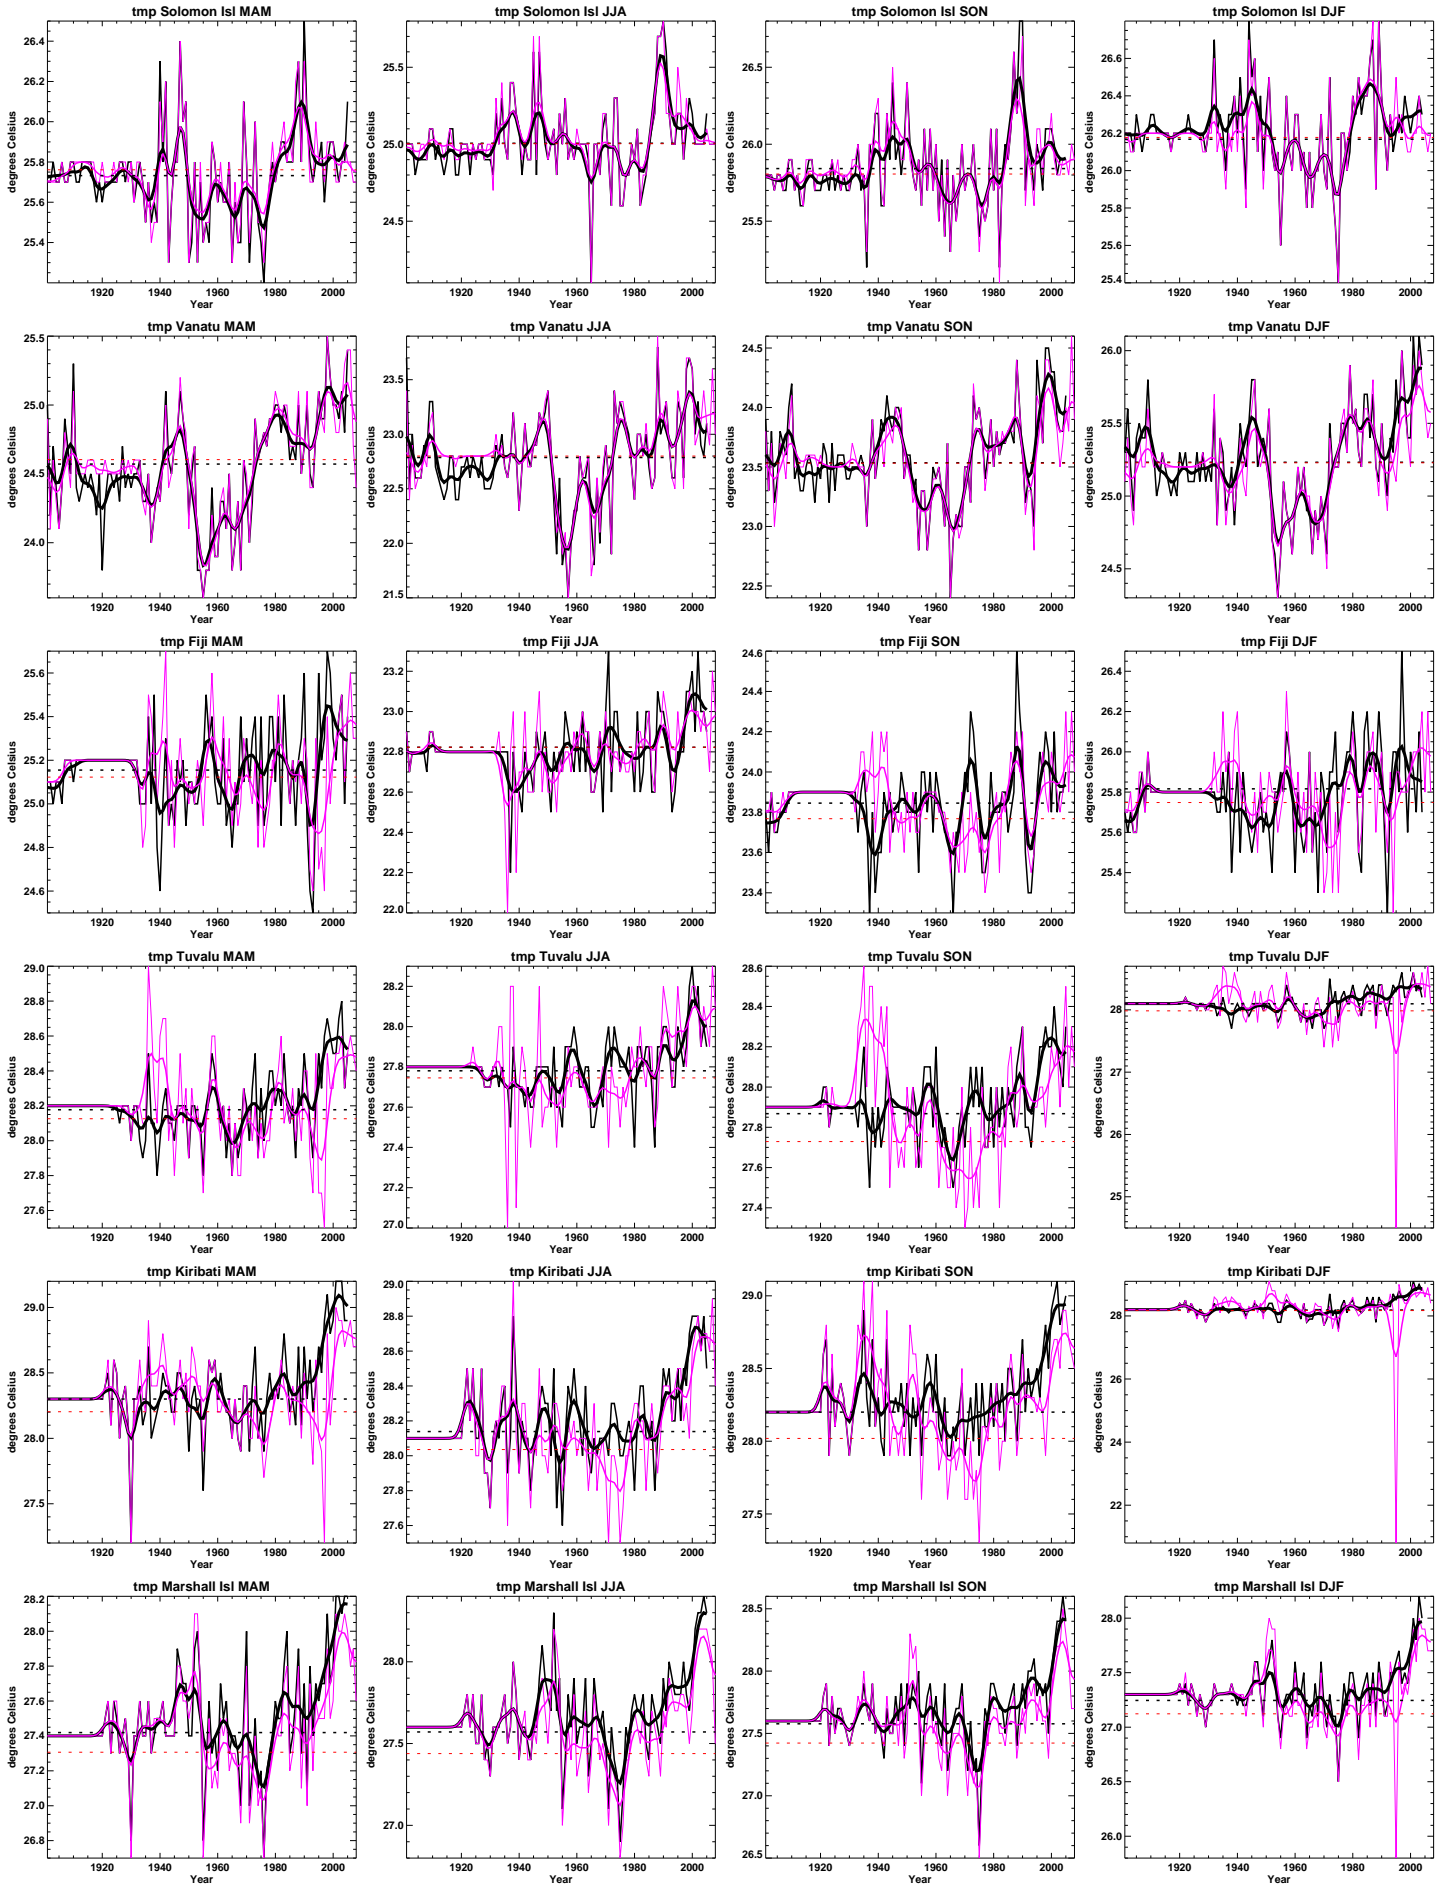 tmp Solomon Isl MAM
tmp Solomon Isl JJA
tmp Solomon Isl SON
tmp Solomon Isl DJF
degrees Celsius
26.4
26.2
26.0
25.8
25.6
25.4
1920 1940 1960 1980 2000
Year
degrees Celsius
25.5
25.0
24.5
1920 1940 1960 1980 2000
Year
degrees Celsius
26.5
26.0
25.5
1920 1940 1960 1980 2000
Year
degrees Celsius
26.6
26.4
26.2
26.0
25.8
25.6
25.4
1920 1940 1960 1980 2000
Year
tmp Vanatu MAM
tmp Vanatu JJA
tmp Vanatu SON
tmp Vanatu DJF
degrees Celsius
25.5
25.0
24.5
24.0
1920 1940 1960 1980 2000
Year
degrees Celsius
23.5
23.0
22.5
22.0
21.5
1920 1940 1960 1980 2000
Year
degrees Celsius
24.5
24.0
23.5
23.0
22.5
1920 1940 1960 1980 2000
Year
degrees Celsius
26.0
25.5
25.0
24.5
1920 1940 1960 1980 2000
Year
tmp Fiji MAM
tmp Fiji JJA
tmp Fiji SON
tmp Fiji DJF
degrees Celsius
25.6
25.4
25.2
25.0
24.8
24.6
1920 1940 1960 1980 2000
Year
degrees Celsius
23.2
23.0
22.8
22.6
22.4
22.2
22.0
1920 1940 1960 1980 2000
Year
degrees Celsius
24.6
24.4
24.2
24.0
23.8
23.6
23.4
1920 1940 1960 1980 2000
Year
degrees Celsius
26.4
26.2
26.0
25.8
25.6
25.4
1920 1940 1960 1980 2000
Year
tmp Tuvalu MAM
tmp Tuvalu JJA
tmp Tuvalu SON
tmp Tuvalu DJF
degrees Celsius
29.0
28.8
28.6
28.4
28.2
28.0
27.8
27.6
1920 1940 1960 1980 2000
Year
degrees Celsius
28.2
28.0
27.8
27.6
27.4
27.2
27.0
1920 1940 1960 1980 2000
Year
degrees Celsius
28.6
28.4
28.2
28.0
27.8
27.6
27.4
1920 1940 1960 1980 2000
Year
degrees Celsius
28
27
26
25
1920 1940 1960 1980 2000
Year
tmp Kiribati MAM
tmp Kiribati JJA
tmp Kiribati SON
tmp Kiribati DJF
degrees Celsius
29.0
28.5
28.0
27.5
1920 1940 1960 1980 2000
Year
degrees Celsius
29.0
28.8
28.6
28.4
28.2
28.0
27.8
27.6
1920 1940 1960 1980 2000
Year
degrees Celsius
29.0
28.5
28.0
27.5
1920 1940 1960 1980 2000
Year
degrees Celsius
28
26
24
22
1920 1940 1960 1980 2000
Year
tmp Marshall Isl MAM
tmp Marshall Isl JJA
tmp Marshall Isl SON
tmp Marshall Isl DJF
degrees Celsius
28.2
28.0
27.8
27.6
27.4
27.2
27.0
26.8
1920 1940 1960 1980 2000
Year
degrees Celsius
28.0
27.5
27.0
1920 1940 1960 1980 2000
Year
degrees Celsius
28.5
28.0
27.5
27.0
26.5
1920 1940 1960 1980 2000
Year
degrees Celsius
28.0
27.5
27.0
26.5
26.0
1920 1940 1960 1980 2000
Year